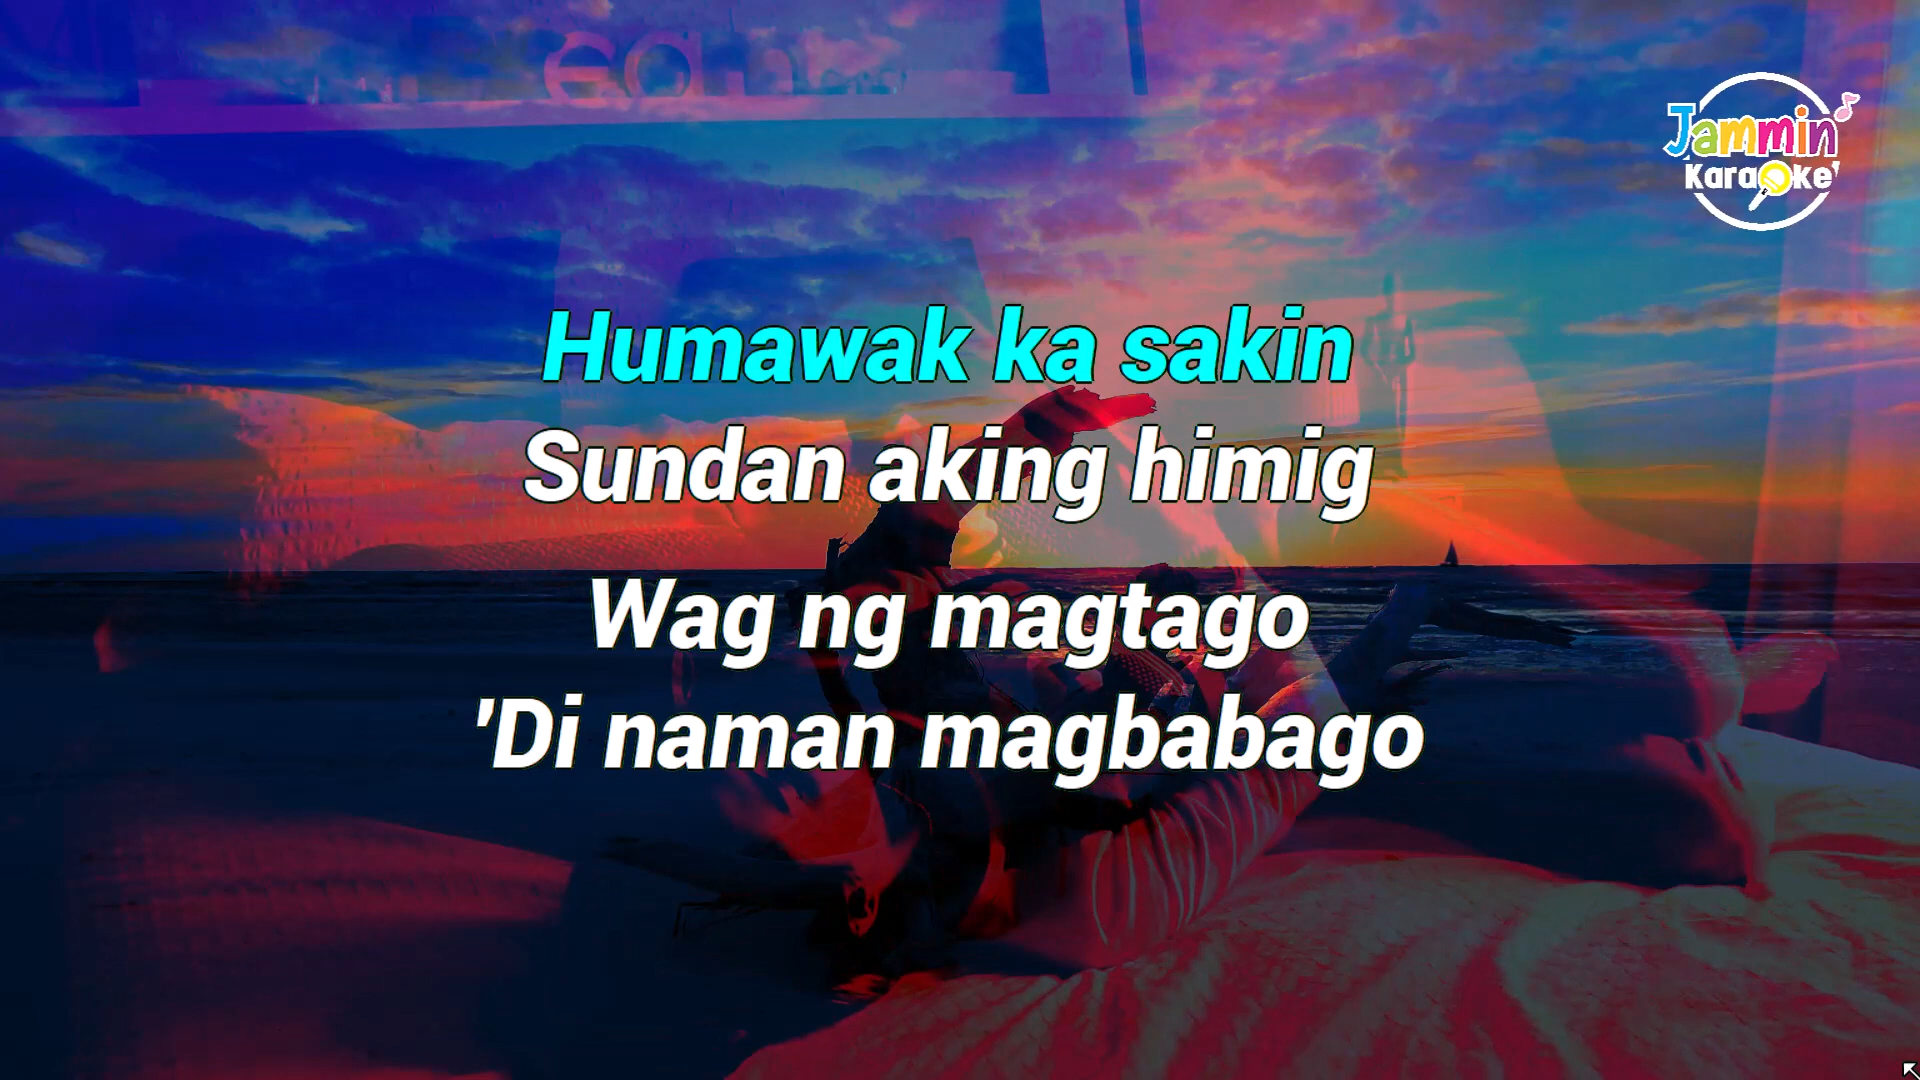 Jammin'
Karaoke
Humawak ka sakin
Sundan aking himig
Wag ng magtago
'Di naman magbabago